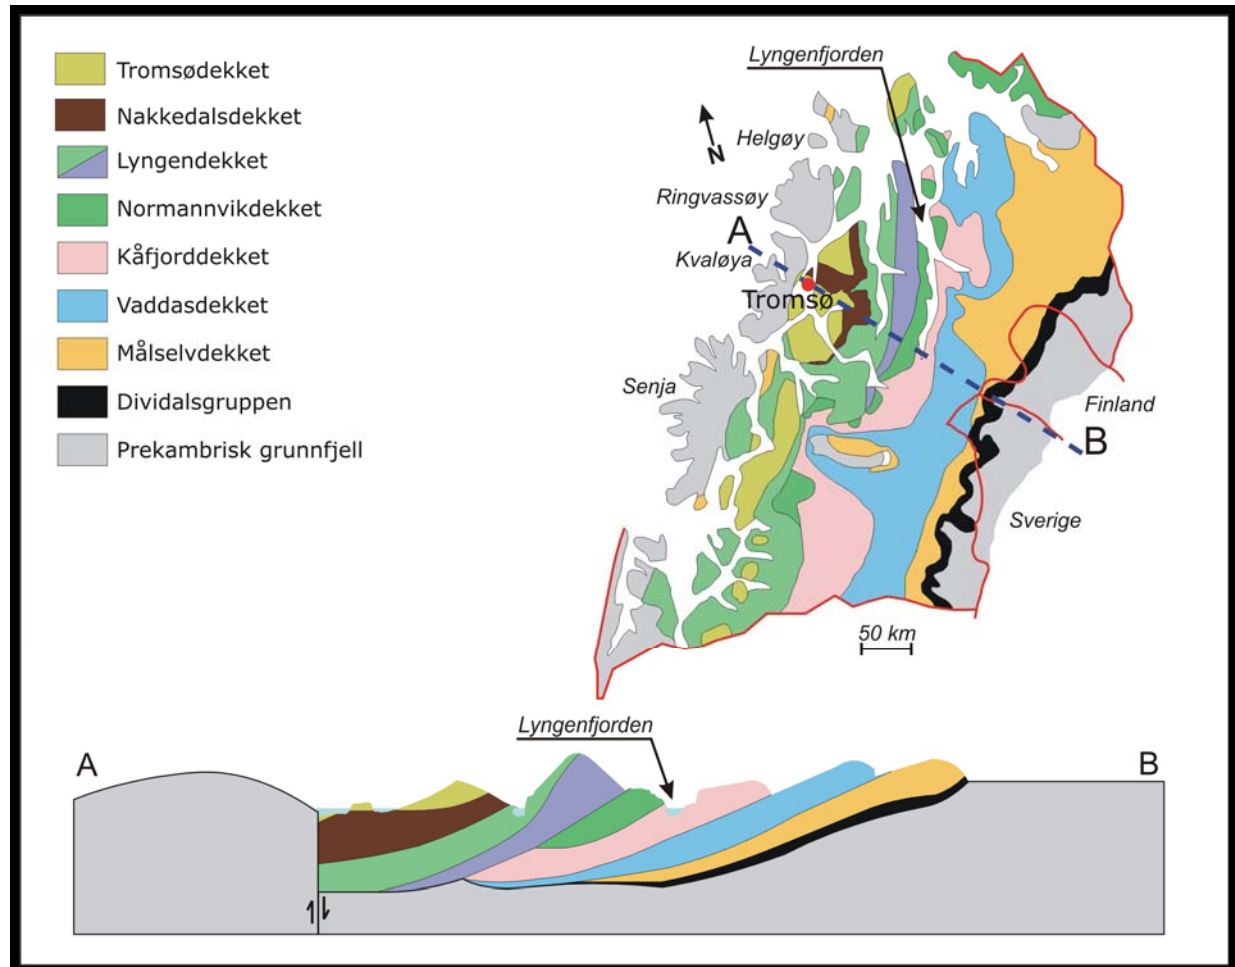 Tromsødekket
Nakkedalsdekket
Lyngendekket
Normannvikdekket
Kåfjorddekket
Vaddasdekket
Målselvdekket
Dividalsgruppen
Prekambrisk grunnfjell
Lyngenfjorden
N
Helgøy
Ringvassøy
A
Kvaløya
Tromsø
Senja
Finland
B
Sverige
50 km
Lyngenfjorden
A
B